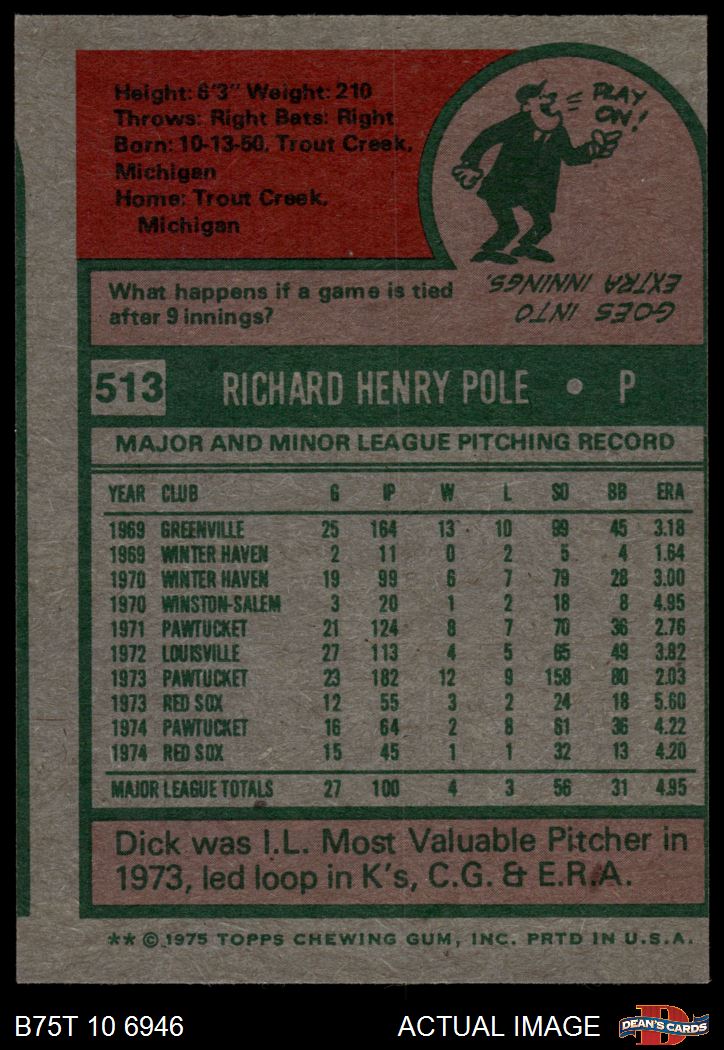 Height: 6'3" Weight: 210
Throws: Right Bats: Right
Born: 10-13-50, Trout Creek,
Michigan
Home: Trout Creek,
Michigan
PLAY
ON!
What happens if a game is tied
after 9 innings?
GOES INTO
EXTRA INNINGS.
513 RICHARD HENRY POLE • P
MAJOR AND MINOR LEAGUE PITCHING RECORD
YEAR CLUB G IP W L SO BB ERA
1969 GREENVILLE 25 164 13 10 99 45 3.18
1969 WINTER HAVEN 2 11 0 2 5 4 1.64
1970 WINTER HAVEN 19 99 6 7 79 28 3.00
1970 WINSTON-SALEM 3 20 1 2 18 8 4.95
1971 PAWTUCKET 21 124 8 7 70 36 2.76
1972 LOUISVILLE 27 113 4 5 65 49 3.82
1973 PAWTUCKET 23 182 12 9 158 80 2.03
1973 RED SOX 12 55 3 2 24 18 5.60
1974 PAWTUCKET 16 64 2 8 61 36 4.22
1974 RED SOX 15 45 1 1 32 13 4.20
MAJOR LEAGUE TOTALS 27 100 4 3 56 31 4.95
Dick was I.L. Most Valuable Pitcher in
1973, led loop in K's, C.G. & E.R.A.
** © 1975 TOPPS CHEWING GUM, INC. PRTD IN U.S.A.
B75T 10 6946 ACTUAL IMAGE DEAN'S CARDS